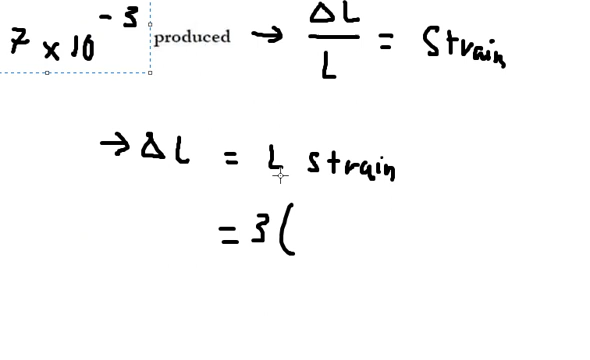 7 x 10^-3 produced → ΔL/L = Strain
→ ΔL = L strain
= 3(